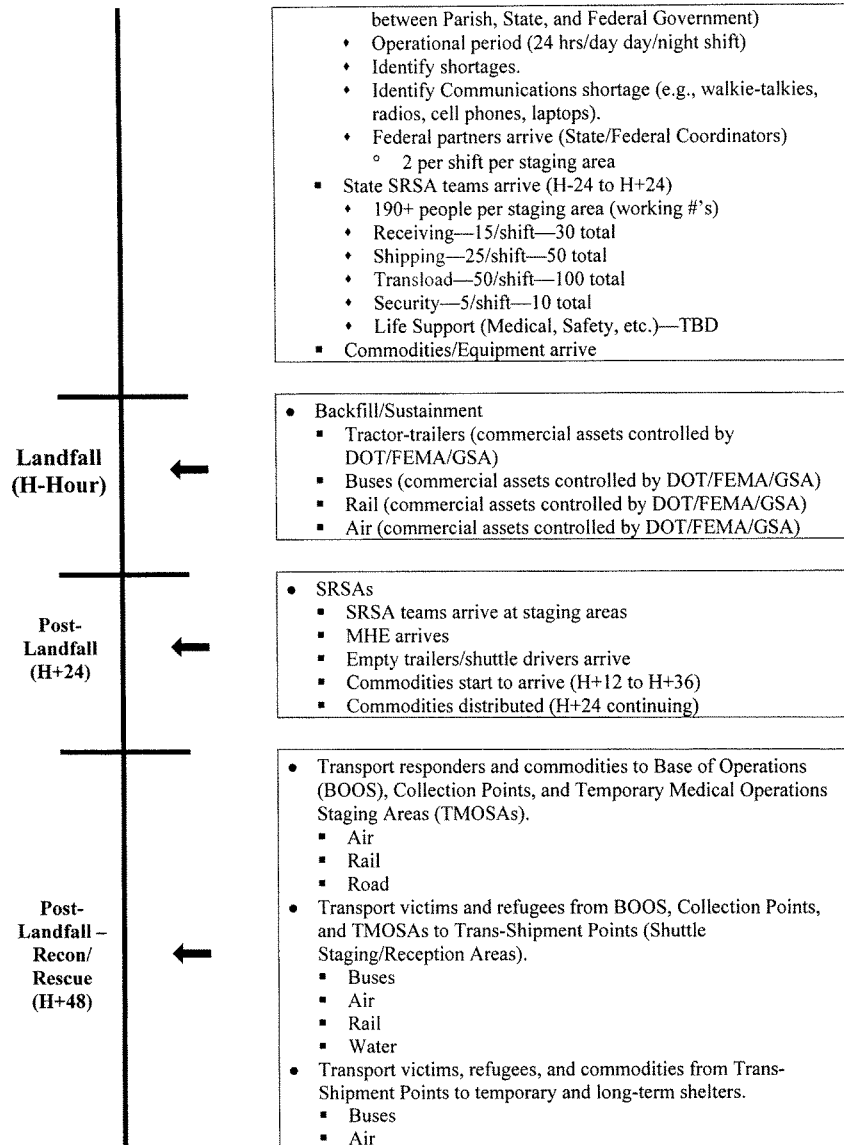 between Parish, State, and Federal Government)
♦ Operational period (24 hrs/day day/night shift)
♦ Identify shortages.
♦ Identify Communications shortage (e.g., walkie-talkies,
radios, cell phones, laptops).
♦ Federal partners arrive (State/Federal Coordinators)
° 2 per shift per staging area
▪ State SRSA teams arrive (H-24 to H+24)
♦ 190+ people per staging area (working #'s)
♦ Receiving—15/shift—30 total
♦ Shipping—25/shift—50 total
♦ Transload—50/shift—100 total
♦ Security—5/shift—10 total
♦ Life Support (Medical, Safety, etc.)—TBD
▪ Commodities/Equipment arrive
Landfall
(H-Hour)
● Backfill/Sustainment
▪ Tractor-trailers (commercial assets controlled by
DOT/FEMA/GSA)
▪ Buses (commercial assets controlled by DOT/FEMA/GSA)
▪ Rail (commercial assets controlled by DOT/FEMA/GSA)
▪ Air (commercial assets controlled by DOT/FEMA/GSA)
Post-
Landfall
(H+24)
● SRSAs
▪ SRSA teams arrive at staging areas
▪ MHE arrives
▪ Empty trailers/shuttle drivers arrive
▪ Commodities start to arrive (H+12 to H+36)
▪ Commodities distributed (H+24 continuing)
Post-
Landfall –
Recon/
Rescue
(H+48)
● Transport responders and commodities to Base of Operations
(BOOS), Collection Points, and Temporary Medical Operations
Staging Areas (TMOSAs).
▪ Air
▪ Rail
▪ Road
● Transport victims and refugees from BOOS, Collection Points,
and TMOSAs to Trans-Shipment Points (Shuttle
Staging/Reception Areas).
▪ Buses
▪ Air
▪ Rail
▪ Water
● Transport victims, refugees, and commodities from Trans-
Shipment Points to temporary and long-term shelters.
▪ Buses
▪ Air